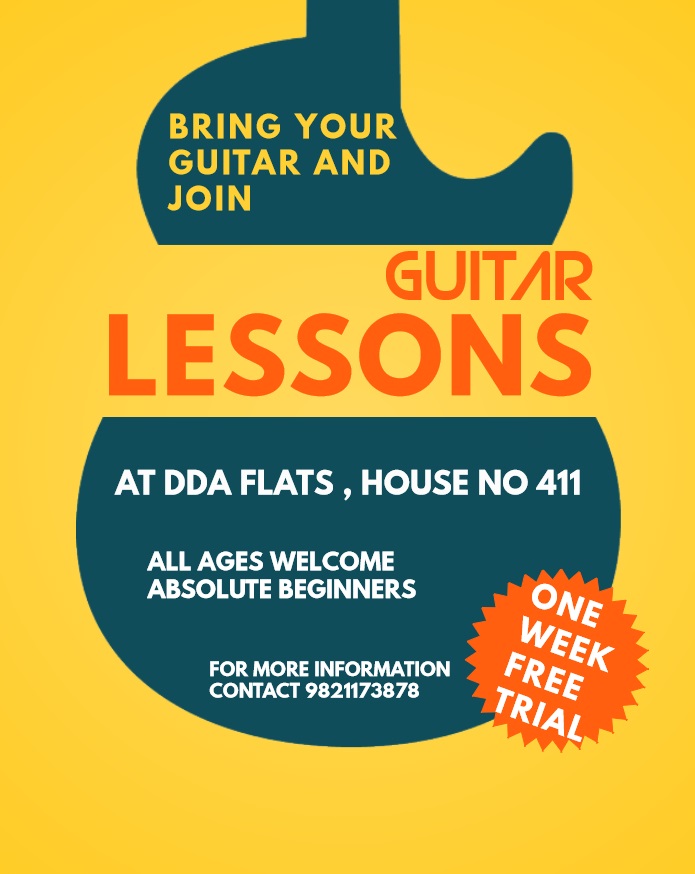 BRING YOUR
GUITAR AND
JOIN
GUITAR
LESSONS
AT DDA FLATS , HOUSE NO 411
ALL AGES WELCOME
ABSOLUTE BEGINNERS
FOR MORE INFORMATION
CONTACT 9821173878
ONE
WEEK
FREE
TRIAL